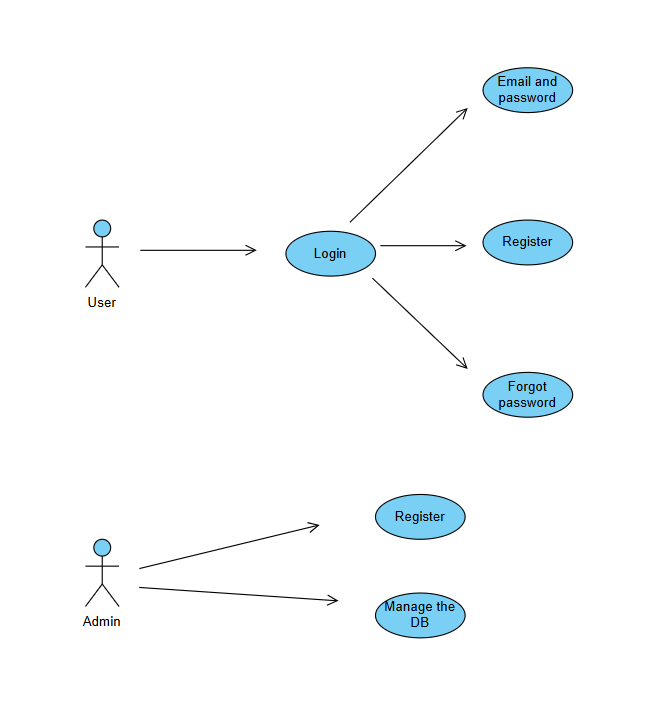 Email and
password
User
Login
Register
Forgot
password
Admin
Register
Manage the
DB